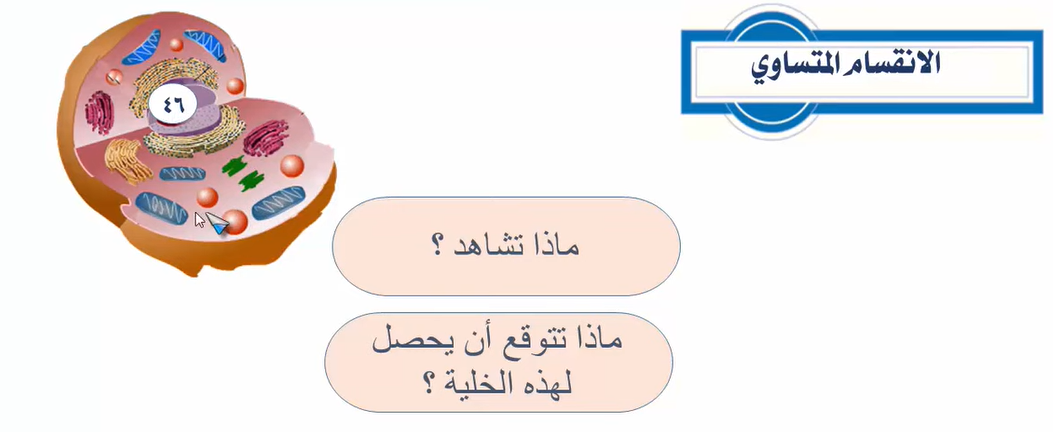 الانقسام المتساوي
٤٦
ماذا تشاهد ؟
ماذا تتوقع أن يحصل
لهذه الخلية ؟